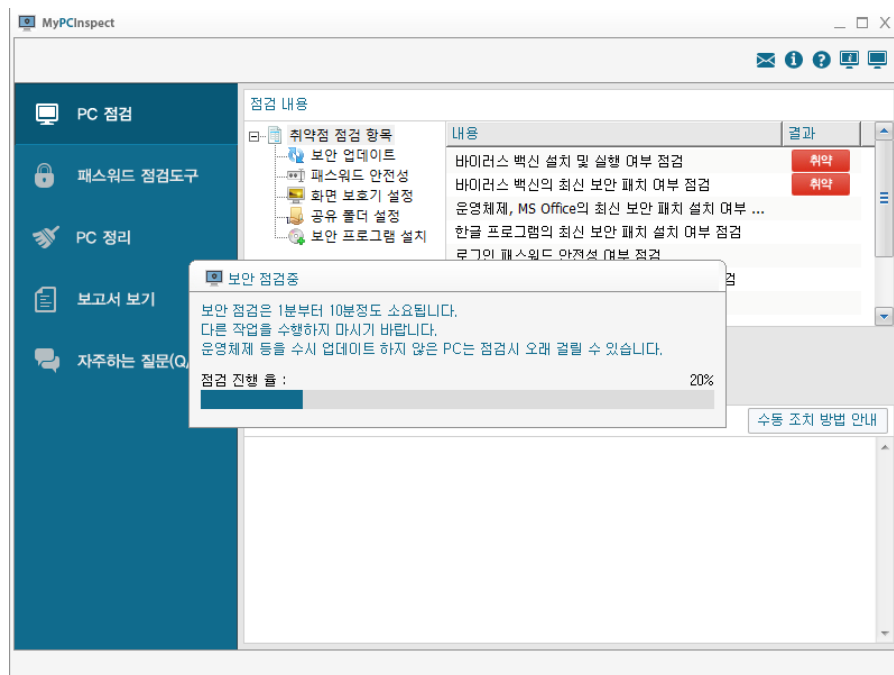 MyPCInspect
PC 점검
패스워드 점검도구
PC 정리
보고서 보기
자주하는 질문(Q
점검 내용
취약점 점검 항목
보안 업데이트
패스워드 안전성
화면 보호기 설정
공유 폴더 설정
보안 프로그램 설치
내용 결과
바이러스 백신 설치 및 실행 여부 점검 취약
바이러스 백신의 최신 보안 패치 여부 점검 취약
운영체제, MS Office의 최신 보안 패치 설치 여부 ...
한글 프로그램의 최신 보안 패치 설치 여부 점검
로그인 패스워드 안전성 여부 점검
검
보안 점검중
보안 점검은 1분부터 10분정도 소요됩니다.
다른 작업을 수행하지 마시기 바랍니다.
운영체제 등을 수시 업데이트 하지 않은 PC는 점검시 오래 걸릴 수 있습니다.
점검 진행 율 : 20%
수동 조치 방법 안내